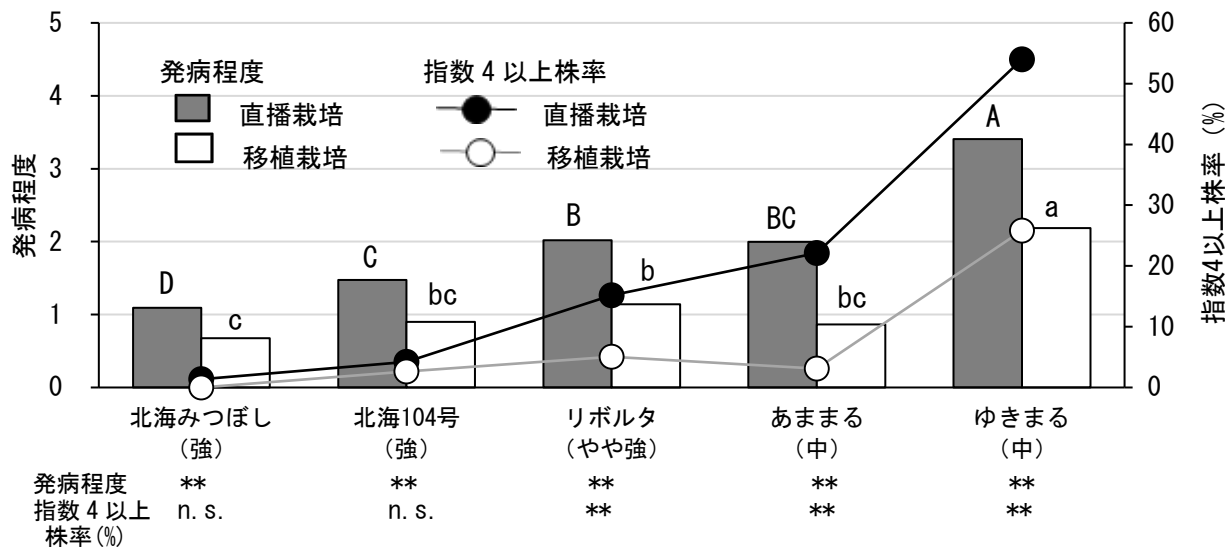 発病程度
指数4以上株率
直播栽培
直播栽培
移植栽培
移植栽培
発病程度
5
4
3
2
1
0
指数4以上株率 (%)
60
50
40
30
20
10
0
D
c
C
bc
B
b
BC
bc
A
a
北海みつぼし
(強)
北海104号
(強)
リボルタ
(やや強)
あままる
(中)
ゆきまる
(中)
発病程度 ** ** ** ** **
指数4以上 n.s. n.s. ** ** **
株率(%)